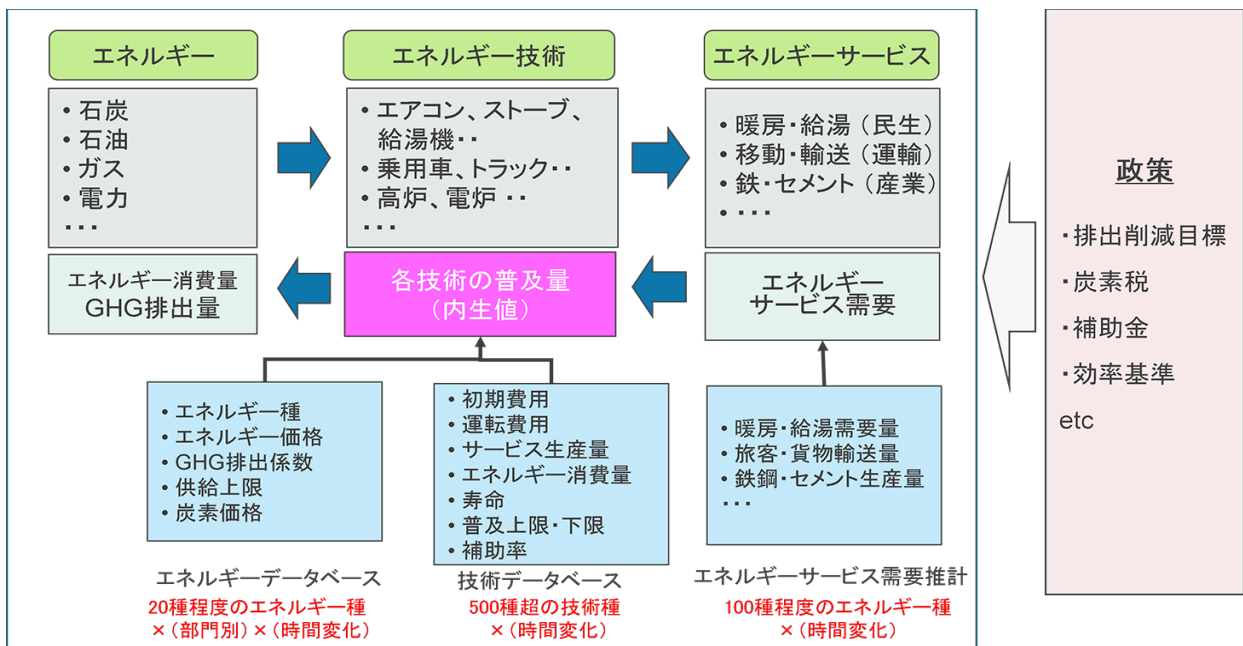 エネルギー
エネルギー技術
エネルギーサービス
• 石炭
• 石油
• ガス
• 電力
･･･
• エアコン、ストーブ、
給湯機･･
• 乗用車、トラック･･
• 高炉、電炉 ･･
･･･
• 暖房･給湯（民生）
• 移動･輸送（運輸）
• 鉄･セメント（産業）
• ･･･
エネルギー消費量
GHG排出量
各技術の普及量
（内生値）
エネルギー
サービス需要
• エネルギー種
• エネルギー価格
• GHG排出係数
• 供給上限
• 炭素価格
• 初期費用
• 運転費用
• サービス生産量
• エネルギー消費量
• 寿命
• 普及上限･下限
• 補助率
• 暖房･給湯需要量
• 旅客･貨物輸送量
• 鉄鋼･セメント生産量
･･･
エネルギーデータベース
20種程度のエネルギー種
×（部門別）×（時間変化）
技術データベース
500種超の技術種
×（時間変化）
エネルギーサービス需要推計
100種程度のエネルギー種
×（時間変化）
政策
･排出削減目標
･炭素税
･補助金
･効率基準
etc